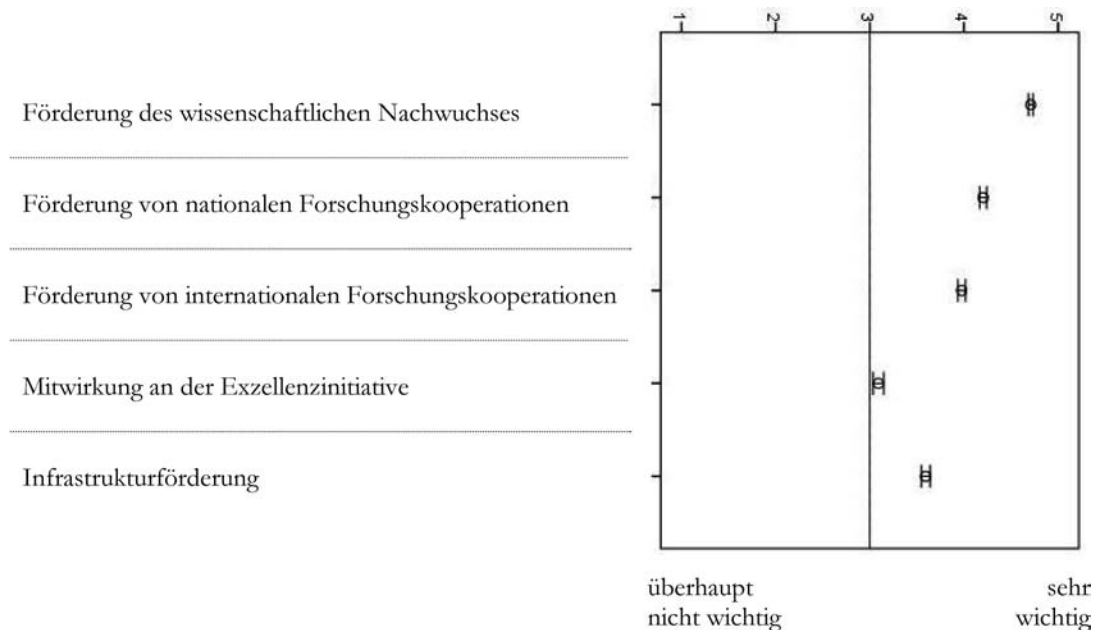 1 2 3 4 5
Förderung des wissenschaftlichen Nachwuchses
Förderung von nationalen Forschungskooperationen
Förderung von internationalen Forschungskooperationen
Mitwirkung an der Exzellenzinitiative
Infrastrukturförderung
überhaupt sehr
nicht wichtig wichtig